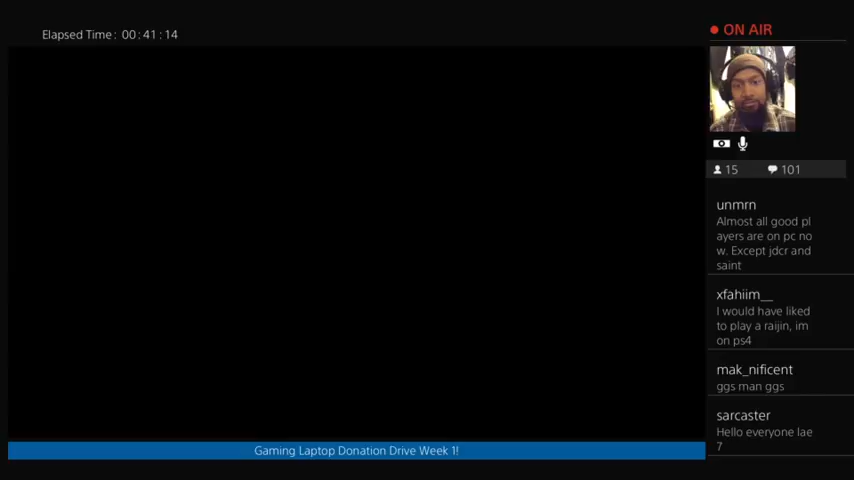 Elapsed Time: 00:41:14
ON AIR
15 101
unmrn
Almost all good pl
ayers are on pc no
w. Except jdcr and
saint
xfahiim__
I would have liked
to play a raijin, im
on ps4
mak_nificent
ggs man ggs
sarcaster
Hello everyone lae
7
Gaming Laptop Donation Drive Week 1!